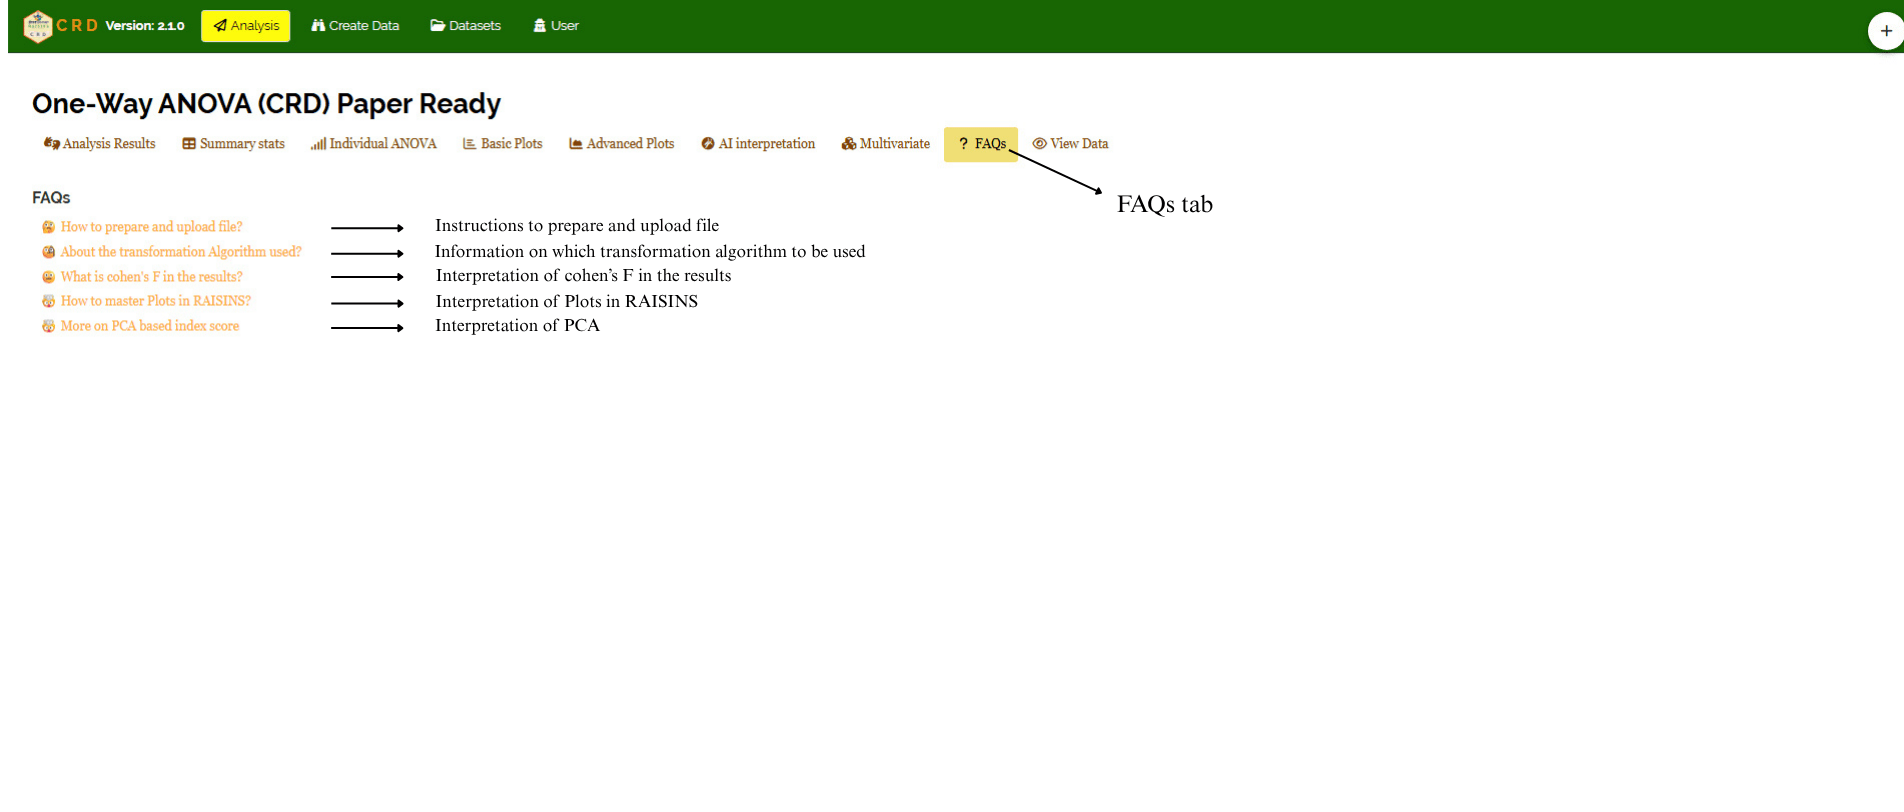 CRD Version: 2.1.0 Analysis Create Data Datasets User +
One-Way ANOVA (CRD) Paper Ready
Analysis Results Summary stats Individual ANOVA Basic Plots Advanced Plots AI interpretation Multivariate ? FAQs View Data
FAQs tab
FAQs
How to prepare and upload file? Instructions to prepare and upload file
About the transformation Algorithm used? Information on which transformation algorithm to be used
What is cohen's F in the results? Interpretation of cohen’s F in the results
How to master Plots in RAISINS? Interpretation of Plots in RAISINS
More on PCA based index score Interpretation of PCA